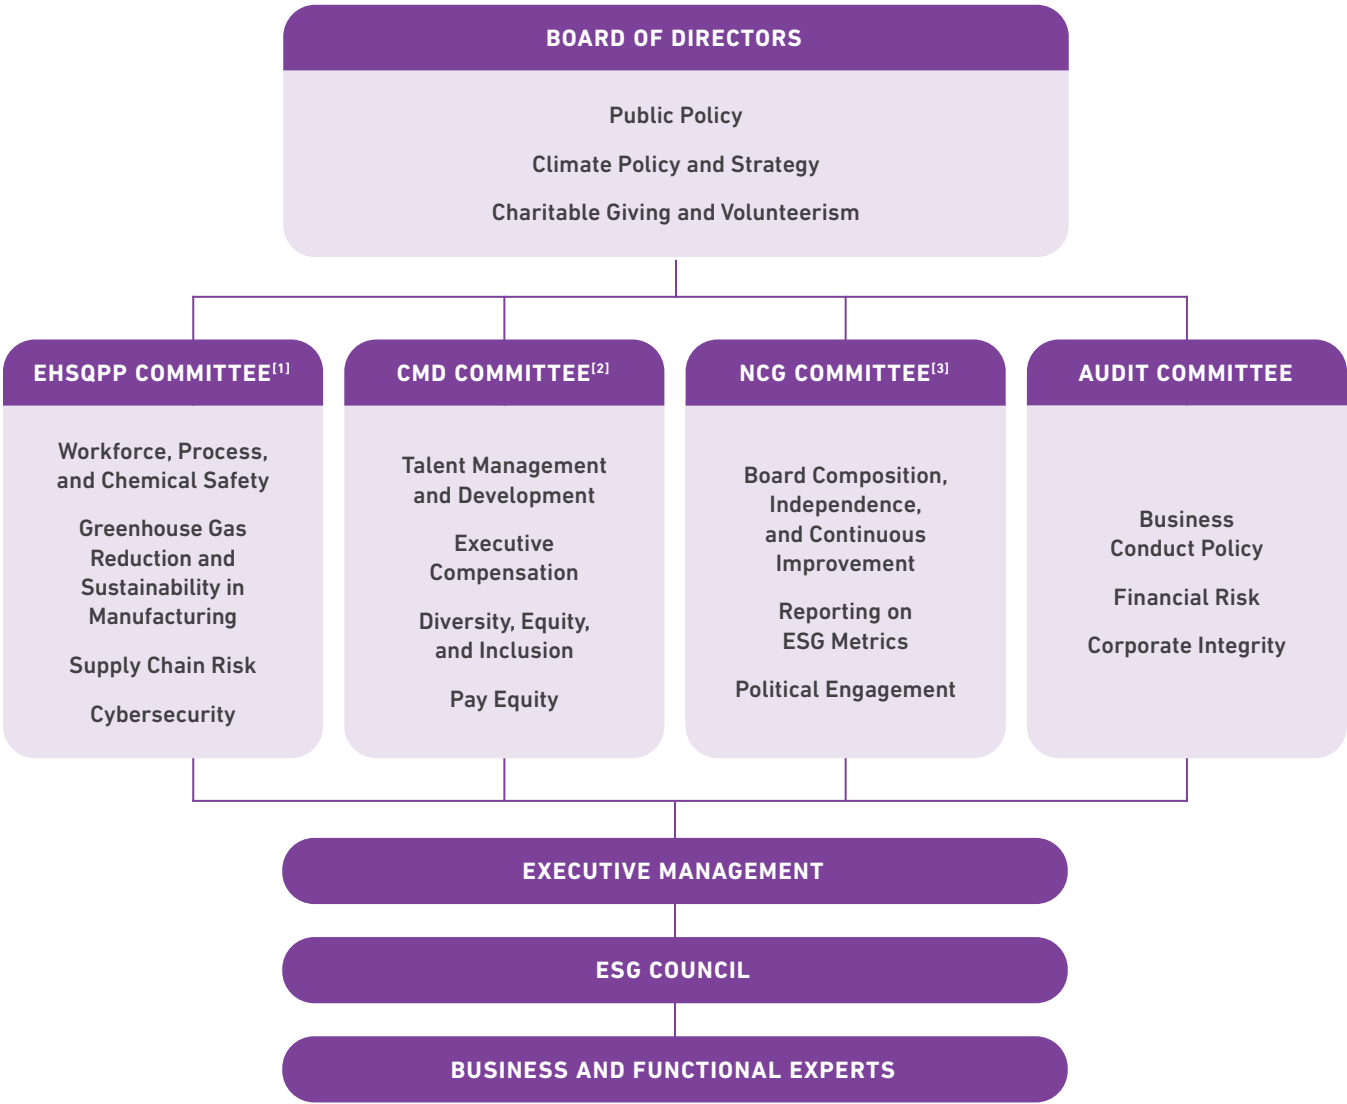 BOARD OF DIRECTORS
Public Policy
Climate Policy and Strategy
Charitable Giving and Volunteerism
EHSQPP COMMITTEE[1]
Workforce, Process,
and Chemical Safety
Greenhouse Gas
Reduction and
Sustainability in
Manufacturing
Supply Chain Risk
Cybersecurity
CMD COMMITTEE[2]
Talent Management
and Development
Executive
Compensation
Diversity, Equity,
and Inclusion
Pay Equity
NCG COMMITTEE[3]
Board Composition,
Independence,
and Continuous
Improvement
Reporting on
ESG Metrics
Political Engagement
AUDIT COMMITTEE
Business
Conduct Policy
Financial Risk
Corporate Integrity
EXECUTIVE MANAGEMENT
ESG COUNCIL
BUSINESS AND FUNCTIONAL EXPERTS